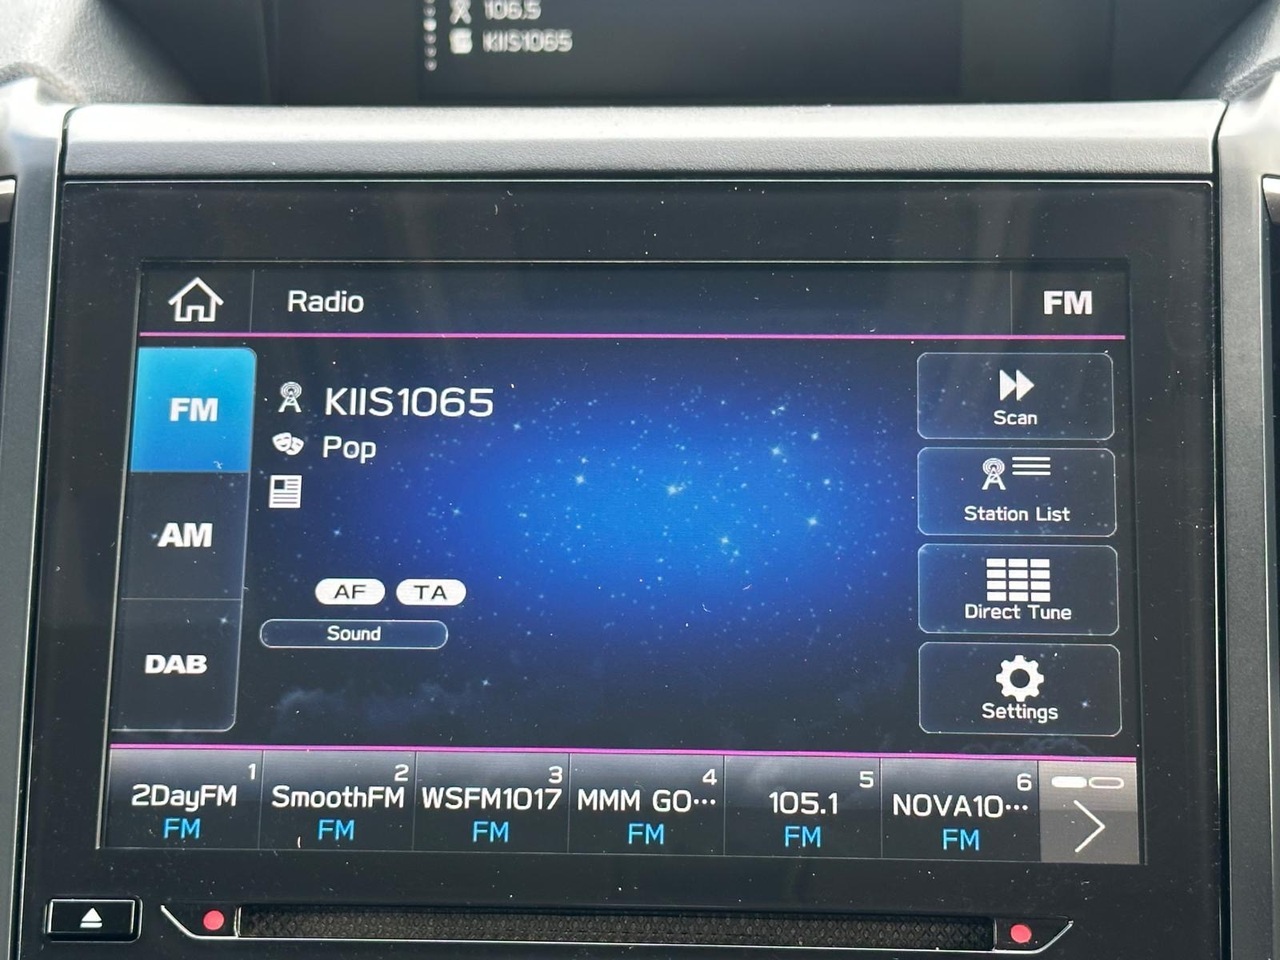 106.5
KIIS1065
Radio
FM
FM
KIIS1065
Scan
Pop
Station List
AM
AF TA
Direct Tune
Sound
DAB
Settings
1 2 3 4 5 6
2DayFM SmoothFM WSFM1017 MMM GO… 105.1 NOVA10…
FM FM FM FM FM FM